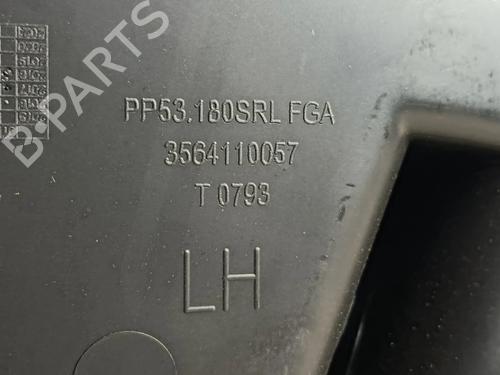 PP53.180SRL FGA
3564110057
T 0793
LH
B-PARTS